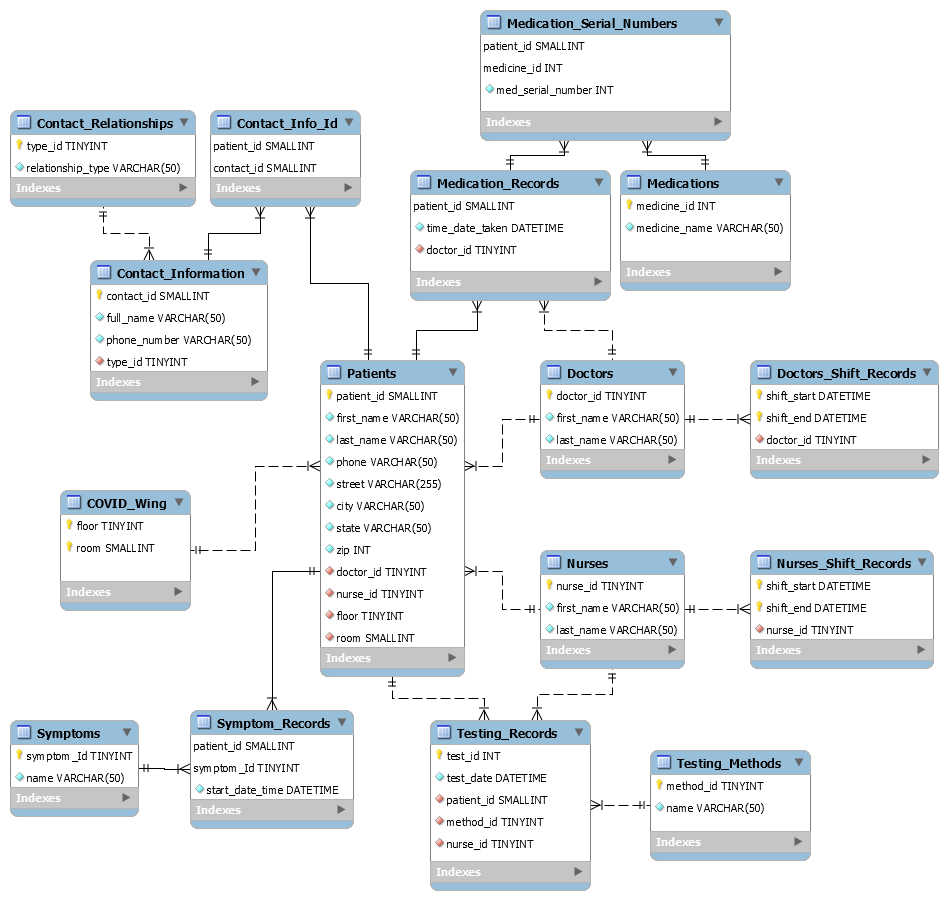 Medication_Serial_Numbers
patient_id SMALLINT
medicine_id INT
med_serial_number INT
Indexes
Contact_Relationships
type_id TINYINT
relationship_type VARCHAR(50)
Indexes
Contact_Info_Id
patient_id SMALLINT
contact_id SMALLINT
Indexes
Medication_Records
patient_id SMALLINT
time_date_taken DATETIME
doctor_id TINYINT
Indexes
Medications
medicine_id INT
medicine_name VARCHAR(50)
Indexes
Contact_Information
contact_id SMALLINT
full_name VARCHAR(50)
phone_number VARCHAR(50)
type_id TINYINT
Indexes
Patients
patient_id SMALLINT
first_name VARCHAR(50)
last_name VARCHAR(50)
phone VARCHAR(50)
street VARCHAR(255)
city VARCHAR(50)
state VARCHAR(50)
zip INT
doctor_id TINYINT
nurse_id TINYINT
floor TINYINT
room SMALLINT
Indexes
Doctors
doctor_id TINYINT
first_name VARCHAR(50)
last_name VARCHAR(50)
Indexes
Doctors_Shift_Records
shift_start DATETIME
shift_end DATETIME
doctor_id TINYINT
Indexes
COVID_Wing
floor TINYINT
room SMALLINT
Indexes
Nurses
nurse_id TINYINT
first_name VARCHAR(50)
last_name VARCHAR(50)
Indexes
Nurses_Shift_Records
shift_start DATETIME
shift_end DATETIME
nurse_id TINYINT
Indexes
Symptoms
symptom_Id TINYINT
name VARCHAR(50)
Indexes
Symptom_Records
patient_id SMALLINT
symptom_Id TINYINT
start_date_time DATETIME
Indexes
Testing_Records
test_id INT
test_date DATETIME
patient_id SMALLINT
method_id TINYINT
nurse_id TINYINT
Indexes
Testing_Methods
method_id TINYINT
name VARCHAR(50)
Indexes